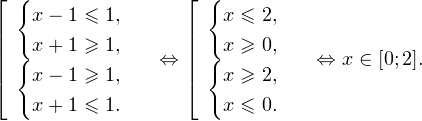 x − 1 ⩽ 1,
x + 1 ⩾ 1,
x − 1 ⩾ 1,
x + 1 ⩽ 1.
⇔
x ⩽ 2,
x ⩾ 0,
x ⩾ 2,
x ⩽ 0.
⇔ x ∈ [0; 2].